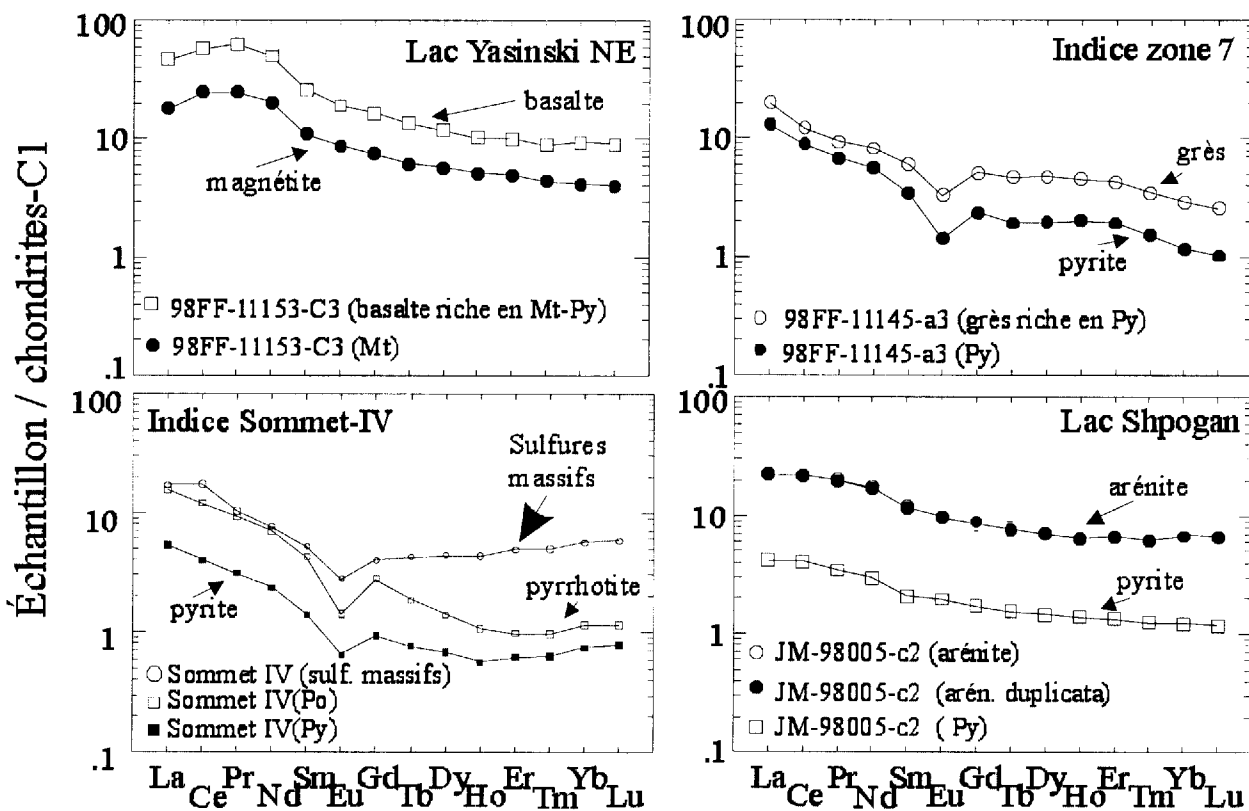 Échantillon / chondrites-C1
100
10
1
.1
Lac Yasinski NE
basalte
magnétite
98FF-11153-C3 (basalte riche en Mt-Py)
98FF-11153-C3 (Mt)
100
10
1
.1
Indice zone 7
grès
pyrite
98FF-11145-a3 (grès riche en Py)
98FF-11145-a3 (Py)
100
10
1
.1
Indice Sommet-IV
Sulfures
massifs
pyrrhotite
pyrite
Sommet IV (sulf. massifs)
Sommet IV(Po)
Sommet IV(Py)
La Ce Pr Nd Sm Eu Gd Tb Dy Ho Er Tm Yb Lu
100
10
1
.1
Lac Shpogan
arénite
pyrite
JM-98005-c2 (arénite)
JM-98005-c2 (arén. duplicata)
JM-98005-c2 ( Py)
La Ce Pr Nd Sm Eu Gd Tb Dy Ho Er Tm Yb Lu